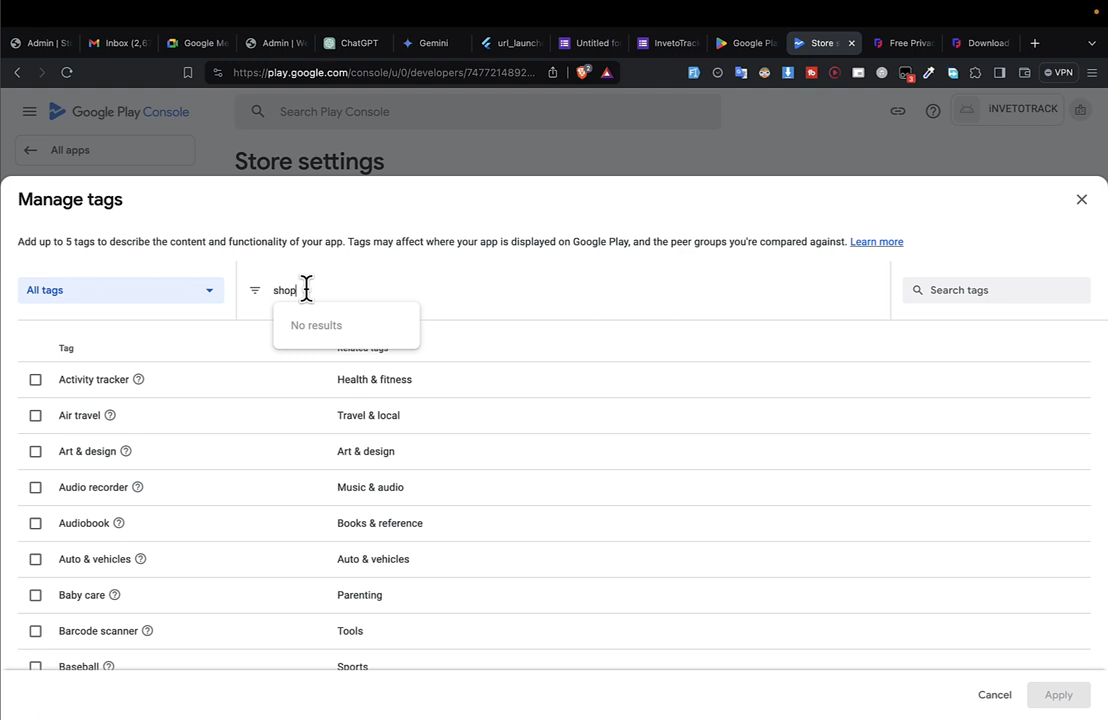 Admin | St
Inbox (2,6
Google Me
Admin | W
ChatGPT
Gemini
url_launch
Untitled fo
InvetoTrac
Google Pla
Store s
Free Priva
Download
https://play.google.com/console/u/0/developers/7477214892...
2
3
VPN
Google Play Console
Search Play Console
iNVETOTRACK
All apps
Store settings
Manage tags
Add up to 5 tags to describe the content and functionality of your app. Tags may affect where your app is displayed on Google Play, and the peer groups you're compared against. Learn more
All tags
shop
Search tags
No results
Tag
Related tags
Activity tracker
Health & fitness
Air travel
Travel & local
Art & design
Art & design
Audio recorder
Music & audio
Audiobook
Books & reference
Auto & vehicles
Auto & vehicles
Baby care
Parenting
Barcode scanner
Tools
Baseball
Sports
Cancel
Apply